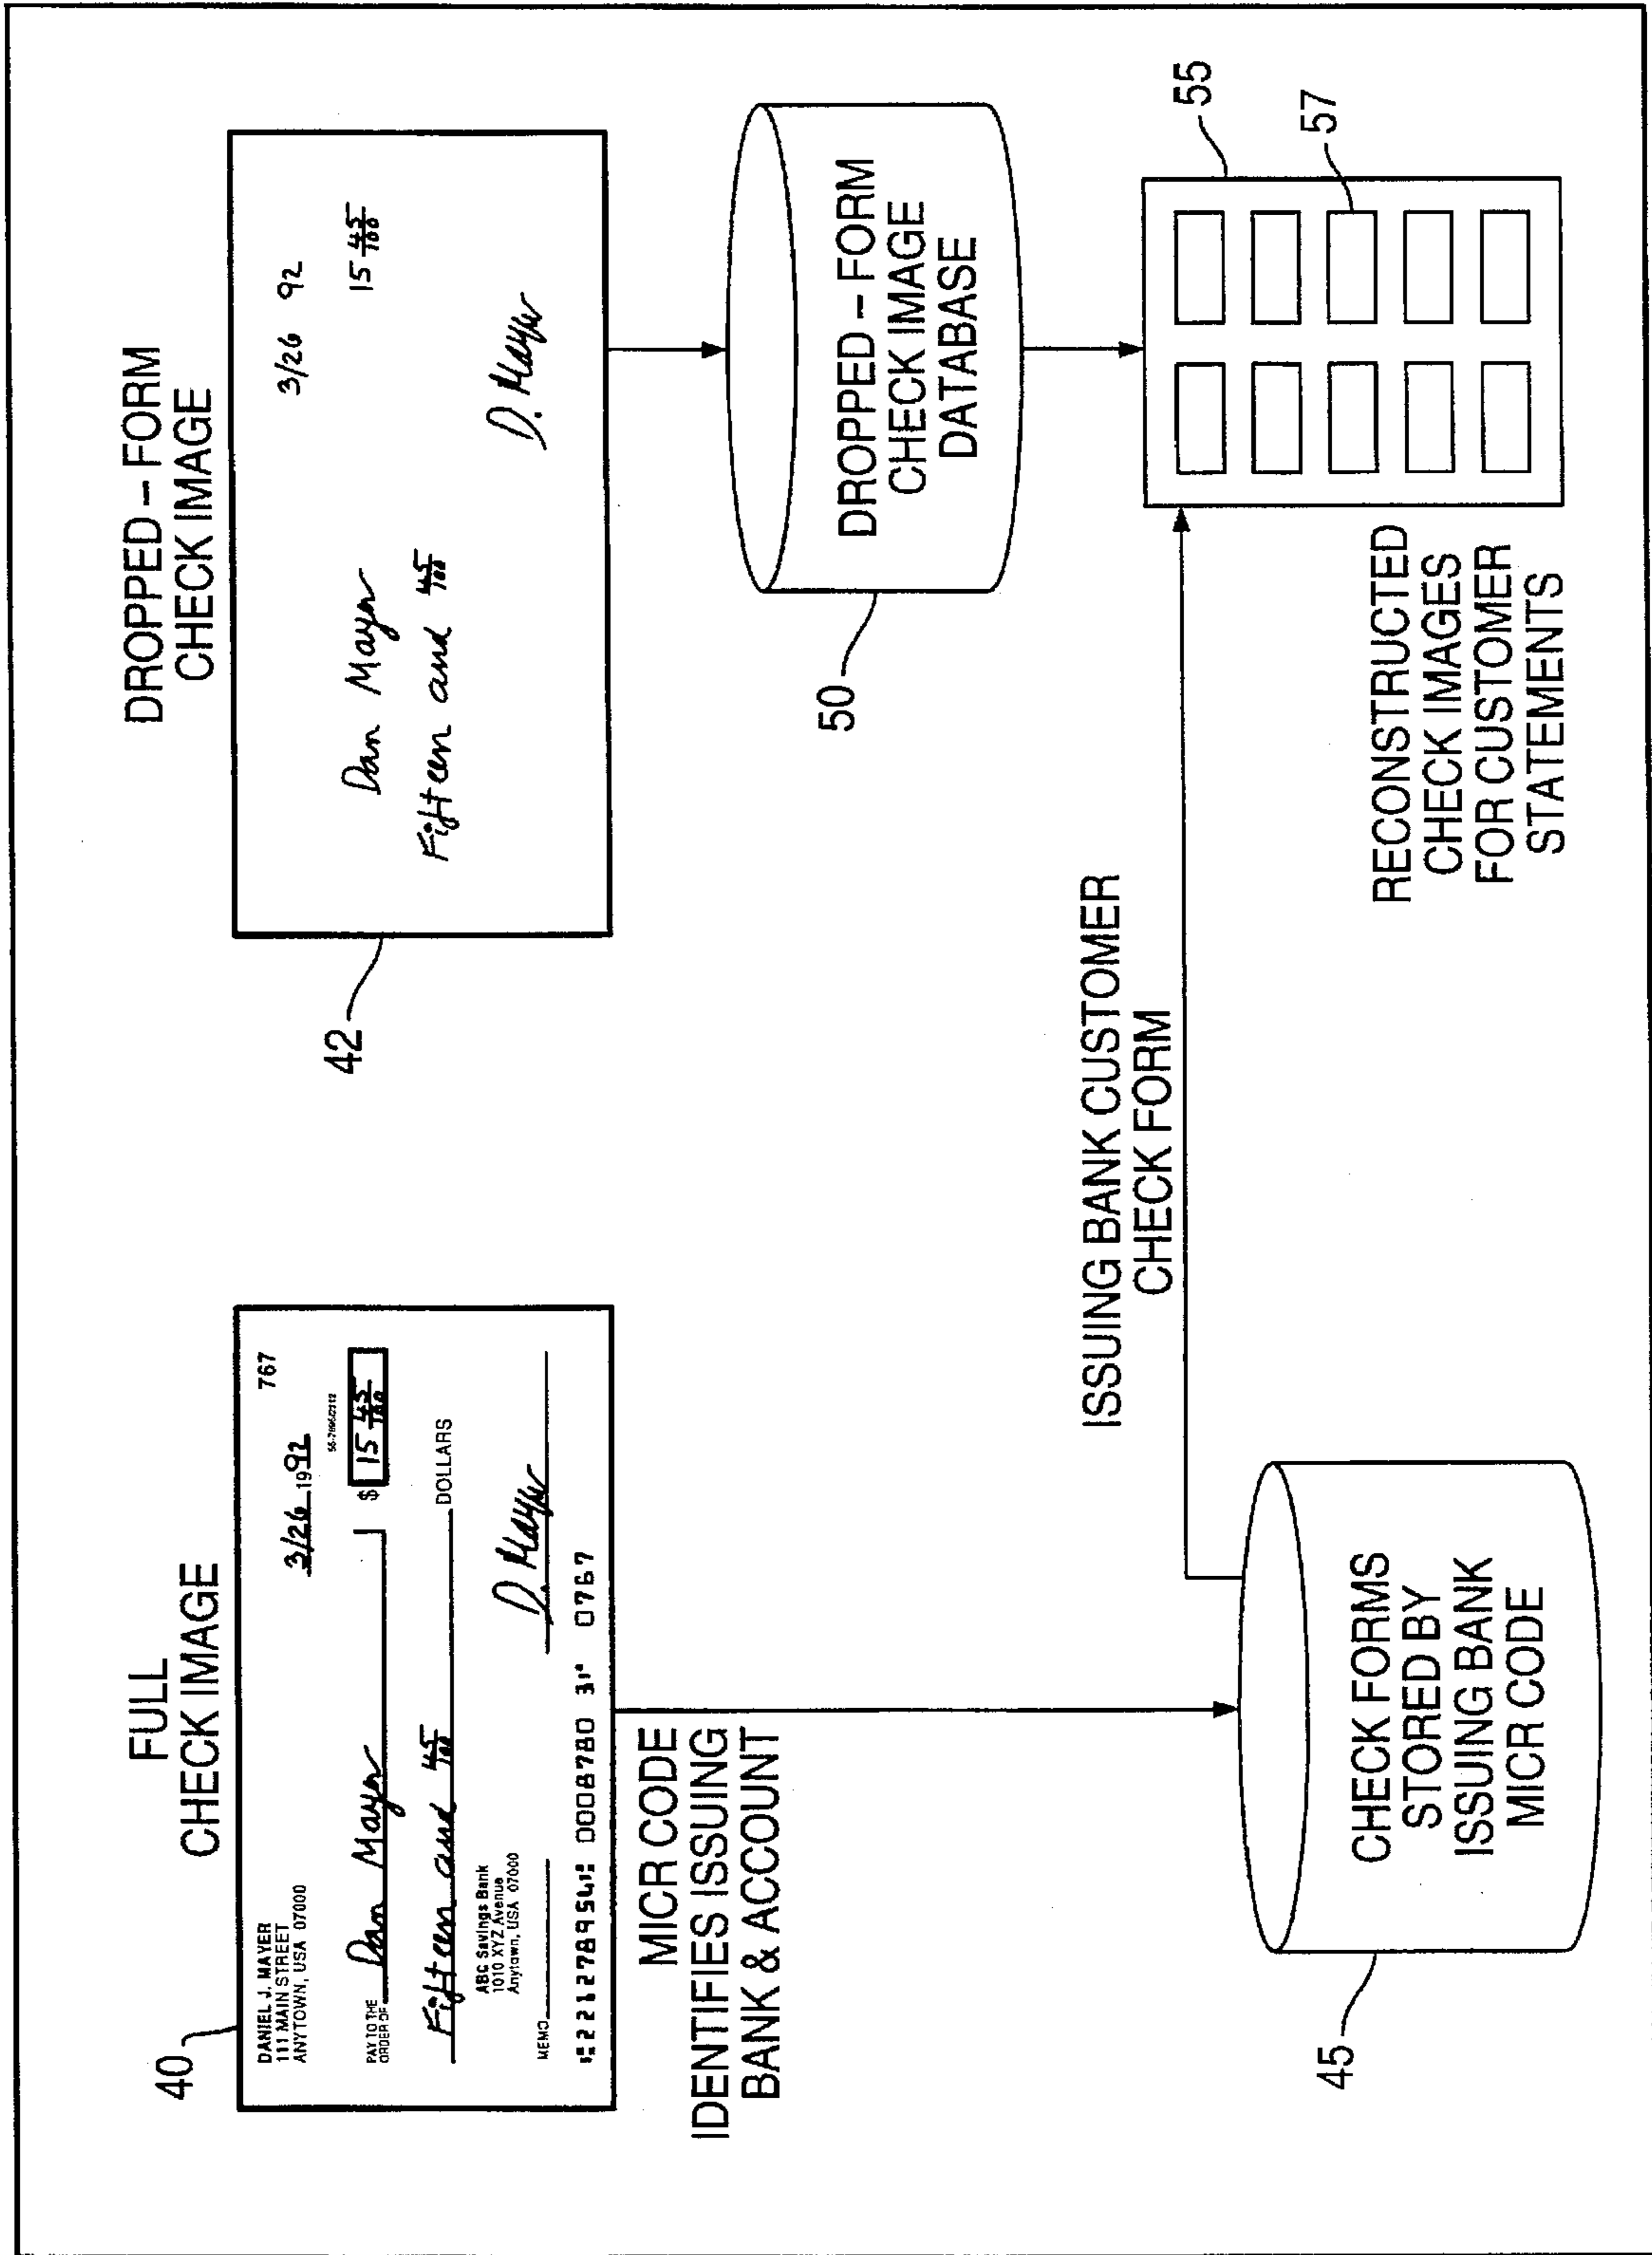 FULL
CHECK IMAGE
40
DANIEL J. MAYER
111 MAIN STREET
ANYTOWN, USA 07000
767
3/26 1992
PAY TO THE
ORDER OF Dan Mayer
$ 15 45/100
Fifteen and 45/100 DOLLARS
ABC Savings Bank
1010 XYZ Avenue
Anytown, USA 07000
MEMO
D. Mayer
⑆221278954⑆ 0008780 3⑈ 0767
MICR CODE
IDENTIFIES ISSUING
BANK & ACCOUNT
45
CHECK FORMS
STORED BY
ISSUING BANK
MICR CODE
ISSUING BANK CUSTOMER
CHECK FORM
DROPPED – FORM
CHECK IMAGE
42
3/26 92
Dan Mayer
15 45/100
Fifteen and 45/100
D. Mayer
50
DROPPED – FORM
CHECK IMAGE
DATABASE
55
57
RECONSTRUCTED
CHECK IMAGES
FOR CUSTOMER
STATEMENTS